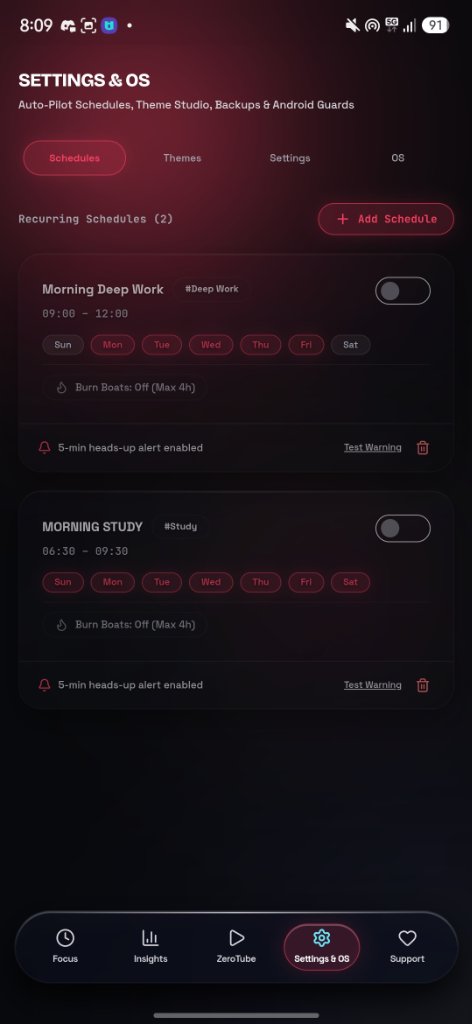 8:09
5G
91
SETTINGS & OS
Auto-Pilot Schedules, Theme Studio, Backups & Android Guards
Schedules Themes Settings OS
Recurring Schedules (2)
+ Add Schedule
Morning Deep Work #Deep Work
09:00 – 12:00
Sun Mon Tue Wed Thu Fri Sat
Burn Boats: Off (Max 4h)
5-min heads-up alert enabled Test Warning
MORNING STUDY #Study
06:30 – 09:30
Sun Mon Tue Wed Thu Fri Sat
Burn Boats: Off (Max 4h)
5-min heads-up alert enabled Test Warning
Focus Insights ZeroTube Settings & OS Support